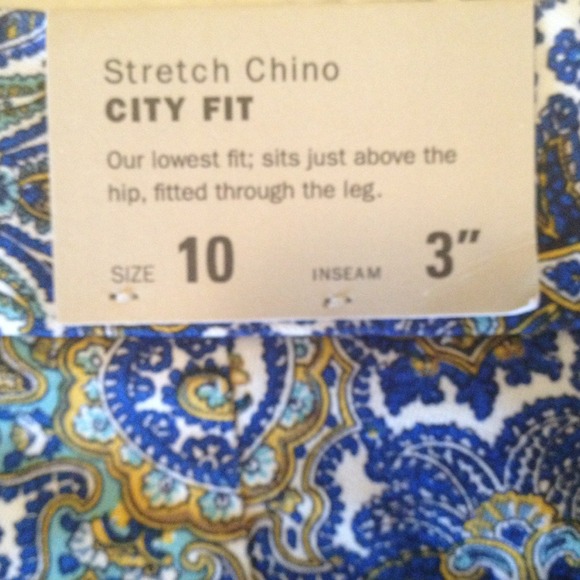 Stretch Chino
CITY FIT
Our lowest fit; sits just above the
hip, fitted through the leg.
SIZE 10 INSEAM 3"